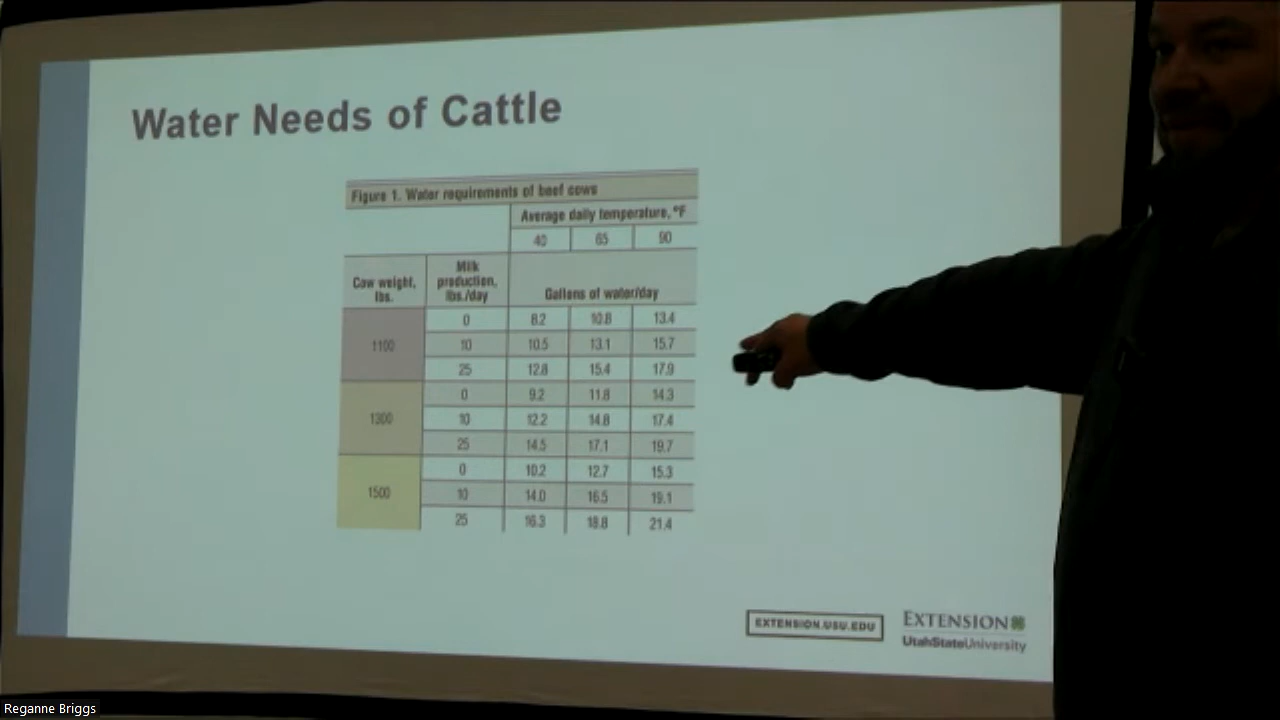 Water Needs of Cattle
Figure 1. Water requirements of beef cows
Average daily temperature, °F
40 65 90
Cow weight, lbs.
Milk production, lbs./day
Gallons of water/day
1100
0 8.2 10.8 13.4
10 10.5 13.1 15.7
25 12.8 15.4 17.9
1300
0 9.2 11.8 14.3
10 12.2 14.8 17.4
25 14.5 17.1 19.7
1500
0 10.2 12.7 15.3
10 14.0 16.5 19.1
25 16.3 18.8 21.4
EXTENSION.USU.EDU
EXTENSION
UtahStateUniversity
Reganne Briggs